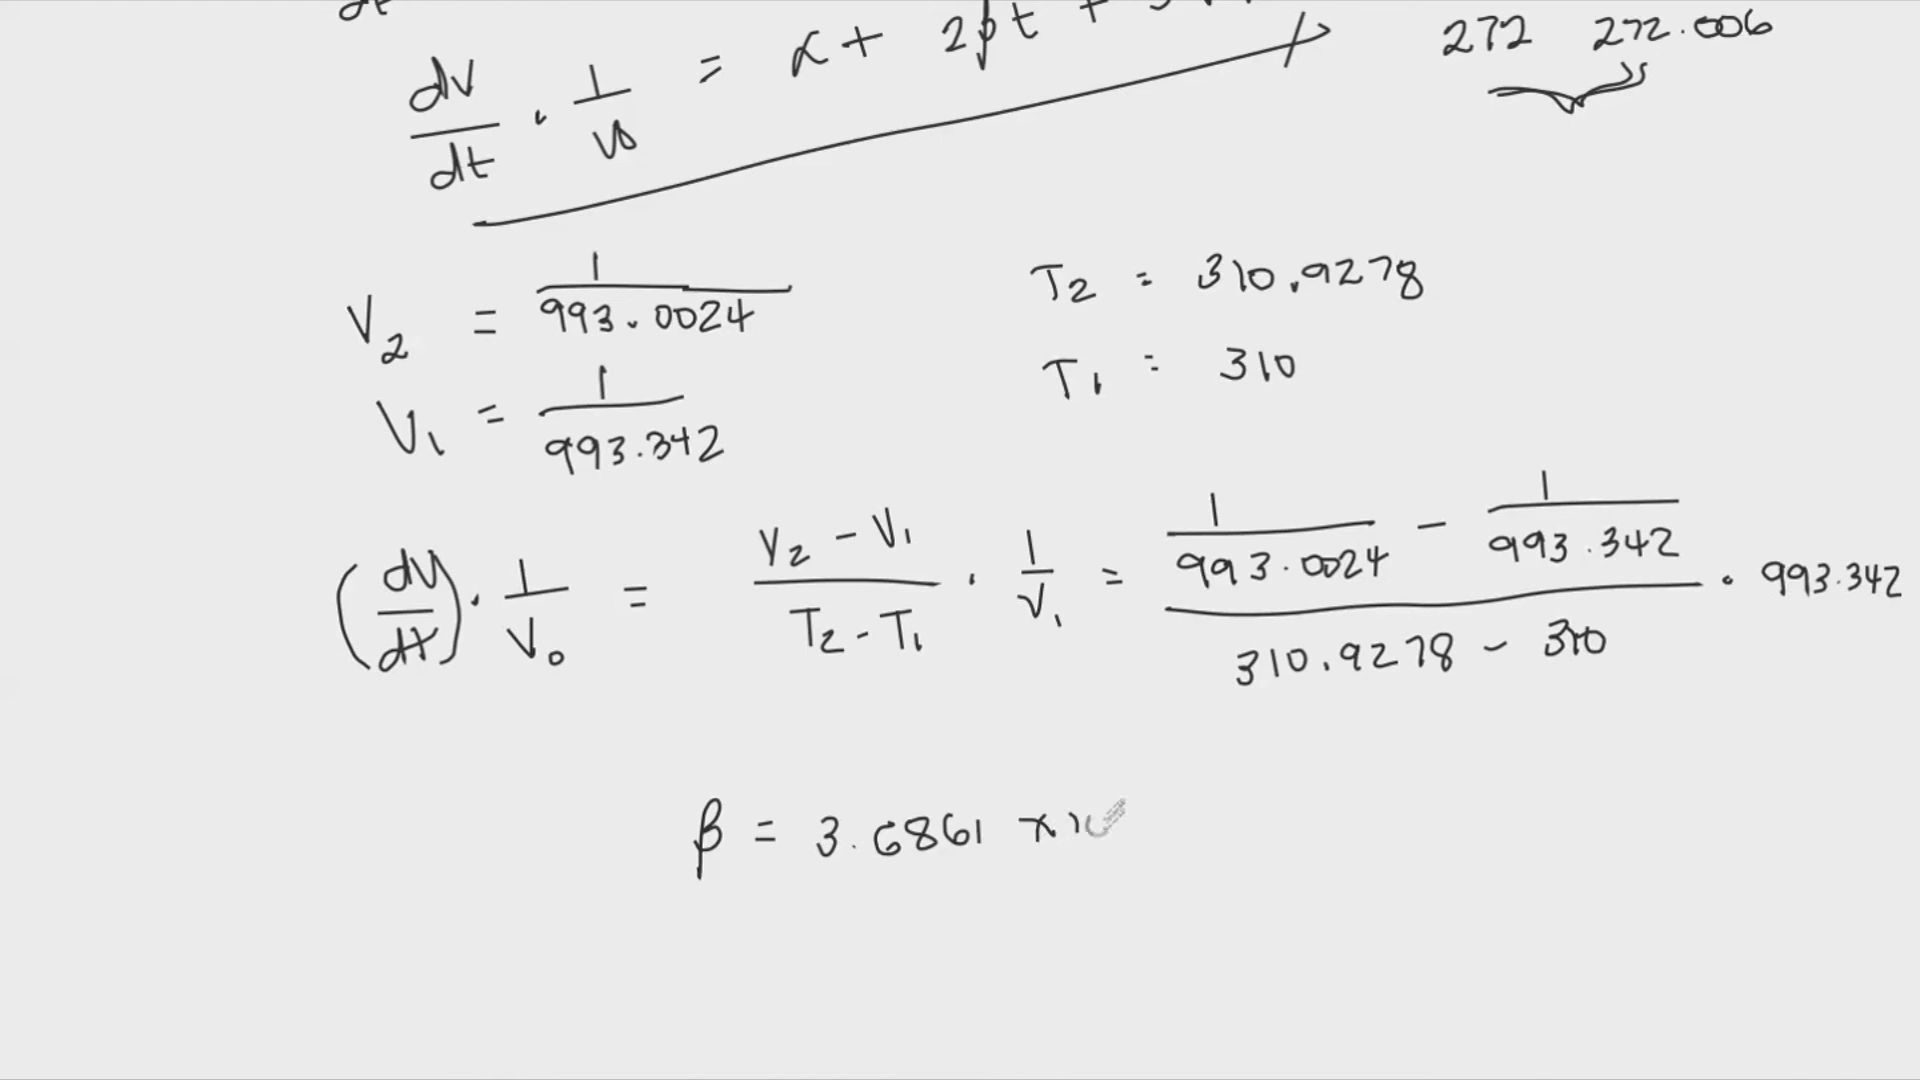 dt
dV/dt · 1/V0 = α + 2βt +
272 272.006
V2 = 1/993.0024
T2 = 310.9278
V1 = 1/993.342
T1 = 310
(dV/dt) · 1/V0 = V2 - V1/T2 - T1 · 1/V1 = 1/993.0024 - 1/993.342/310.9278 - 310 · 993.342
β = 3.6861 x 10